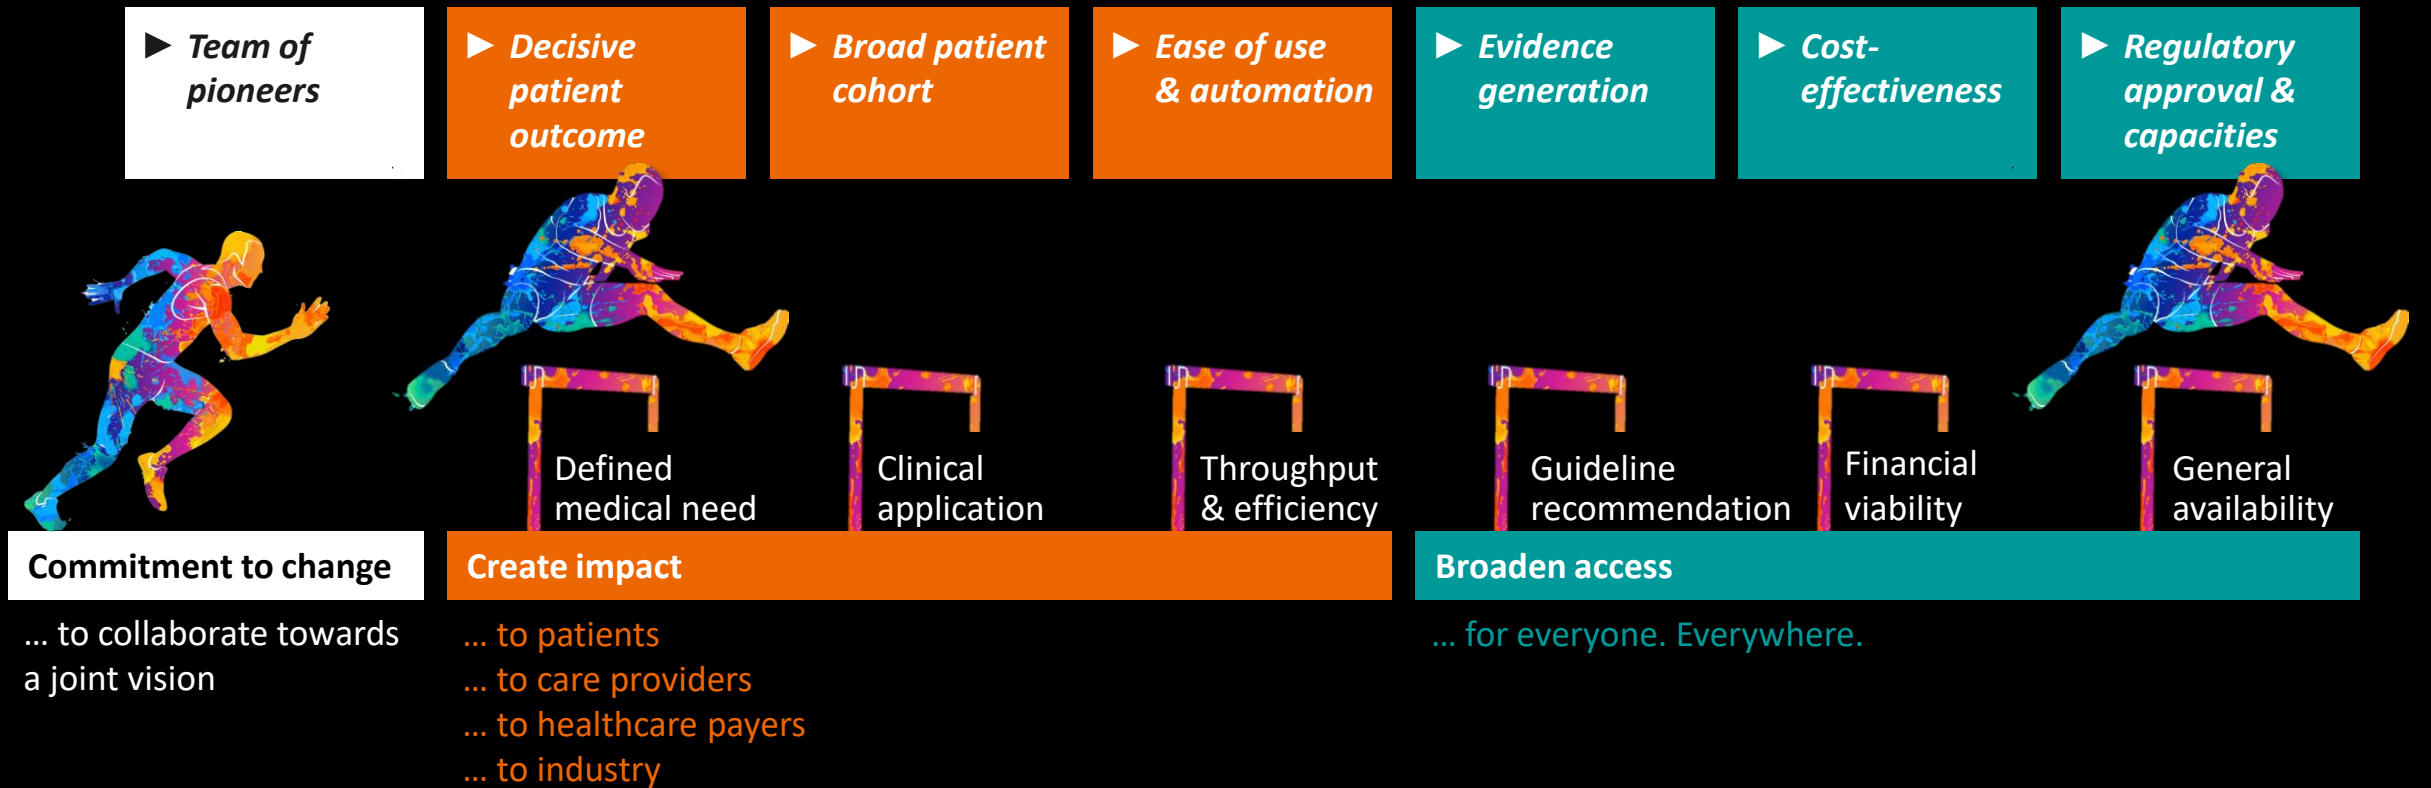 ► Team of
pioneers
► Decisive
patient
outcome
► Broad patient
cohort
► Ease of use
& automation
► Evidence
generation
► Cost-
effectiveness
► Regulatory
approval &
capacities
Defined
medical need
Clinical
application
Throughput
& efficiency
Guideline
recommendation
Financial
viability
General
availability
Commitment to change
Create impact
Broaden access
... to collaborate towards
a joint vision
... to patients
... to care providers
... to healthcare payers
... to industry
... for everyone. Everywhere.